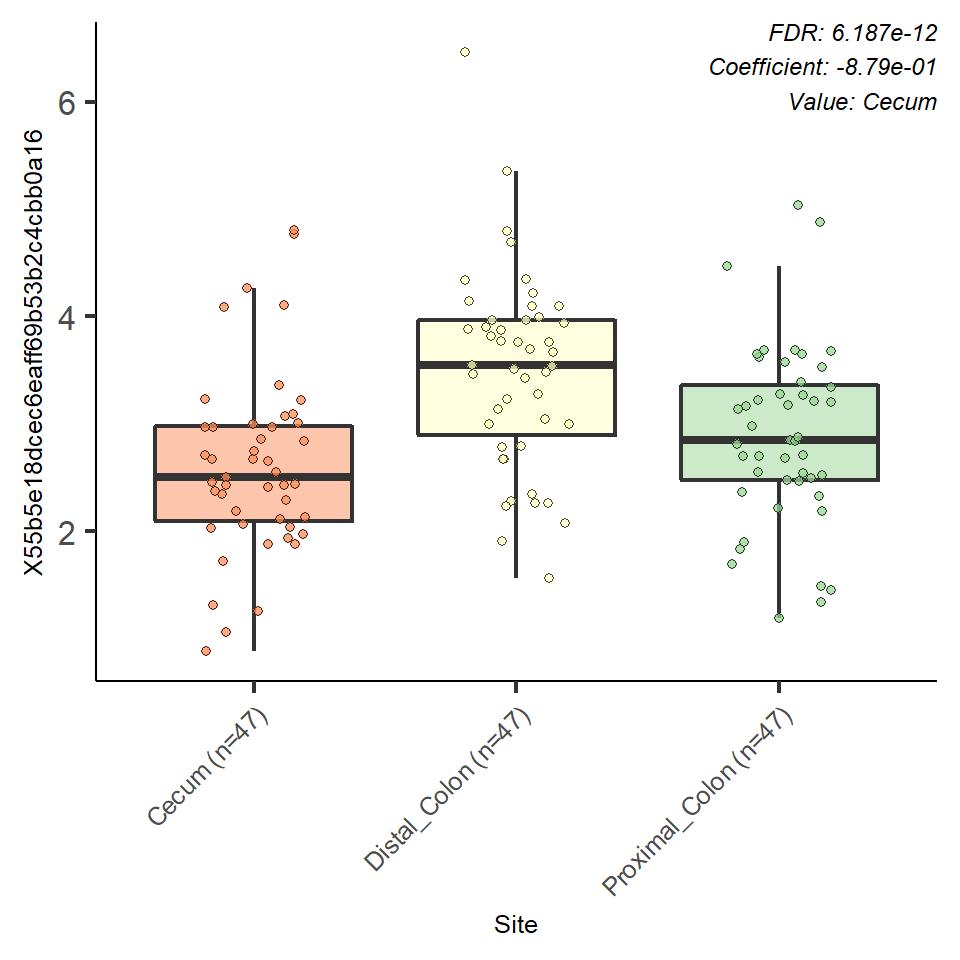 FDR: 6.187e-12
Coefficient: -8.79e-01
Value: Cecum
X55b5e18dcec6eaff69b53b2c4cbb0a16
6
4
2
Cecum (n=47)
Distal_Colon (n=47)
Proximal_Colon (n=47)
Site